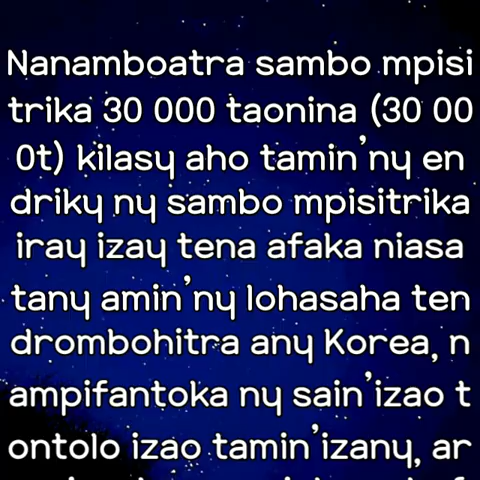 Nanamboatra sambo mpisi
trika 30 000 taonina (30 00
0t) kilasy aho tamin'ny en
driky ny sambo mpisitrika
iray izay tena afaka niasa
tany amin'ny lohasaha ten
drombohitra any Korea, n
ampifantoka ny sain'izao t
ontolo izao tamin'izany, ar